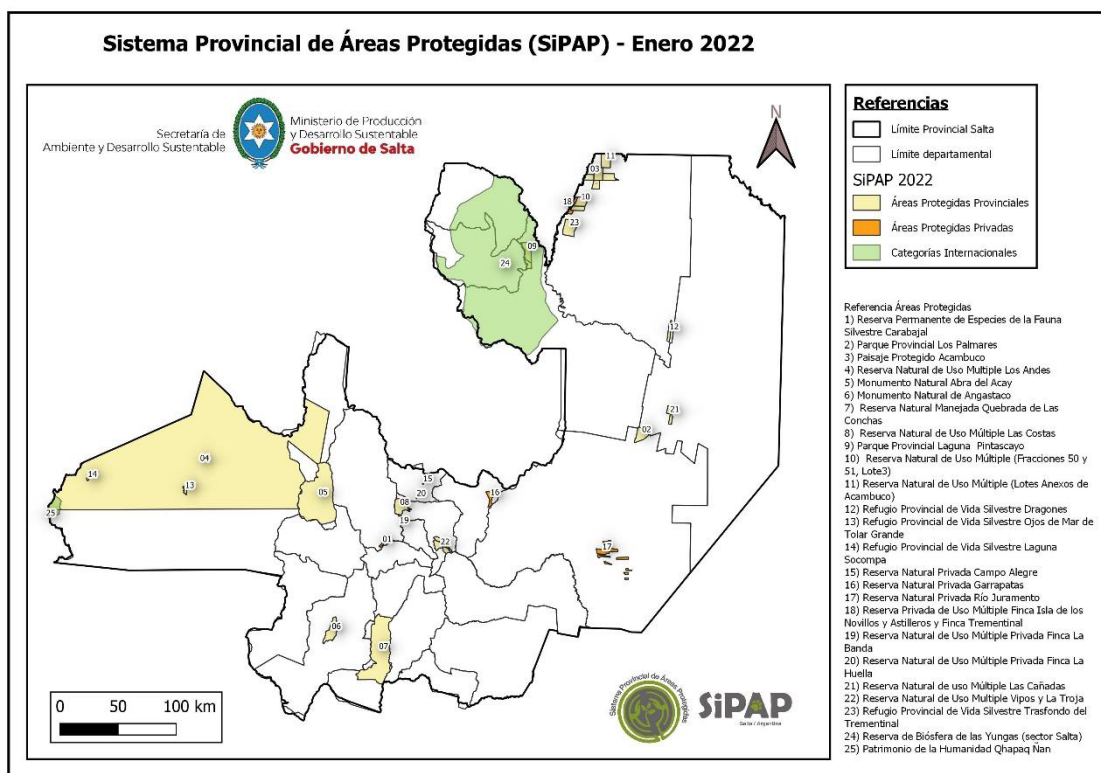 Sistema Provincial de Áreas Protegidas (SiPAP) - Enero 2022
Secretaría de
Ambiente y Desarrollo Sustentable
Ministerio de Producción
y Desarrollo Sustentable
Gobierno de Salta
N
11
03
10
18
23
09
24
12
21
02
04
14
13
05
25
15
20
08
19
16
01
22
17
06
07
0 50 100 km
Sistema Provincial de Áreas Protegidas
SiPAP
Salta / Argentina
Referencias
Límite Provincial Salta
Límite departamental
SiPAP 2022
Áreas Protegidas Provinciales
Áreas Protegidas Privadas
Categorías Internacionales
Referencia Áreas Protegidas
1) Reserva Permanente de Especies de la Fauna
Silvestre Carabajal
2) Parque Provincial Los Palmares
3) Paisaje Protegido Acambuco
4) Reserva Natural de Uso Multiple Los Andes
5) Monumento Natural Abra del Acay
6) Monumento Natural de Angastaco
7) Reserva Natural Manejada Quebrada de Las
Conchas
8) Reserva Natural de Uso Múltiple Las Costas
9) Parque Provincial Laguna Pintascayo
10) Reserva Natural de Uso Múltiple (Fracciones 50 y
51, Lote3)
11) Reserva Natural de Uso Múltiple (Lotes Anexos de
Acambuco)
12) Refugio Provincial de Vida Silvestre Dragones
13) Refugio Provincial de Vida Silvestre Ojos de Mar de
Tolar Grande
14) Refugio Provincial de Vida Silvestre Laguna
Socompa
15) Reserva Natural Privada Campo Alegre
16) Reserva Natural Garrapatas
17) Reserva Natural Privada Río Juramento
18) Reserva Privada de Uso Múltiple Finca Isla de los
Novillos y Astilleros y Finca Trementinal
19) Reserva Natural de Uso Múltiple Privada Finca La
Banda
20) Reserva Natural de Uso Múltiple Privada Finca La
Huella
21) Reserva Natural de uso Múltiple Las Cañadas
22) Reserva Natural de Uso Multiple Vipos y La Troja
23) Refugio Provincial de Vida Silvestre Trasfondo del
Trementinal
24) Reserva de Biósfera de las Yungas (sector Salta)
25) Patrimonio de la Humanidad Qhapaq Ñan